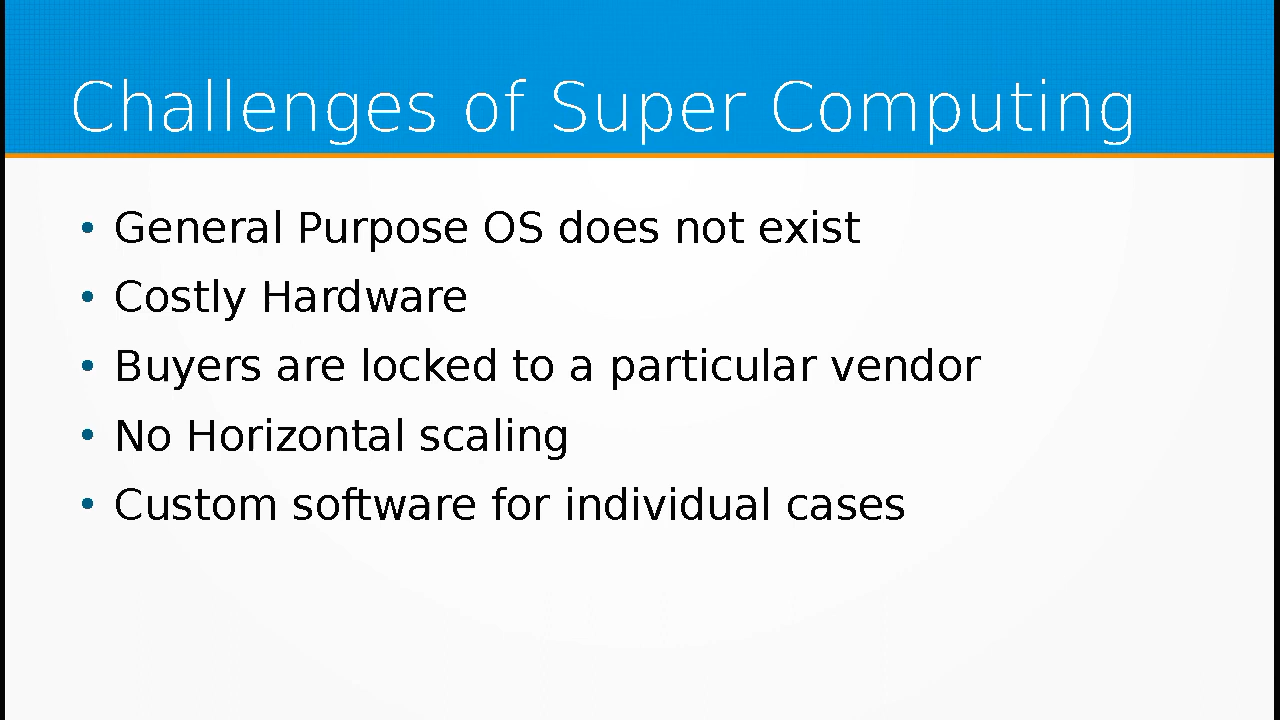 Challenges of Super Computing
• General Purpose OS does not exist
• Costly Hardware
• Buyers are locked to a particular vendor
• No Horizontal scaling
• Custom software for individual cases